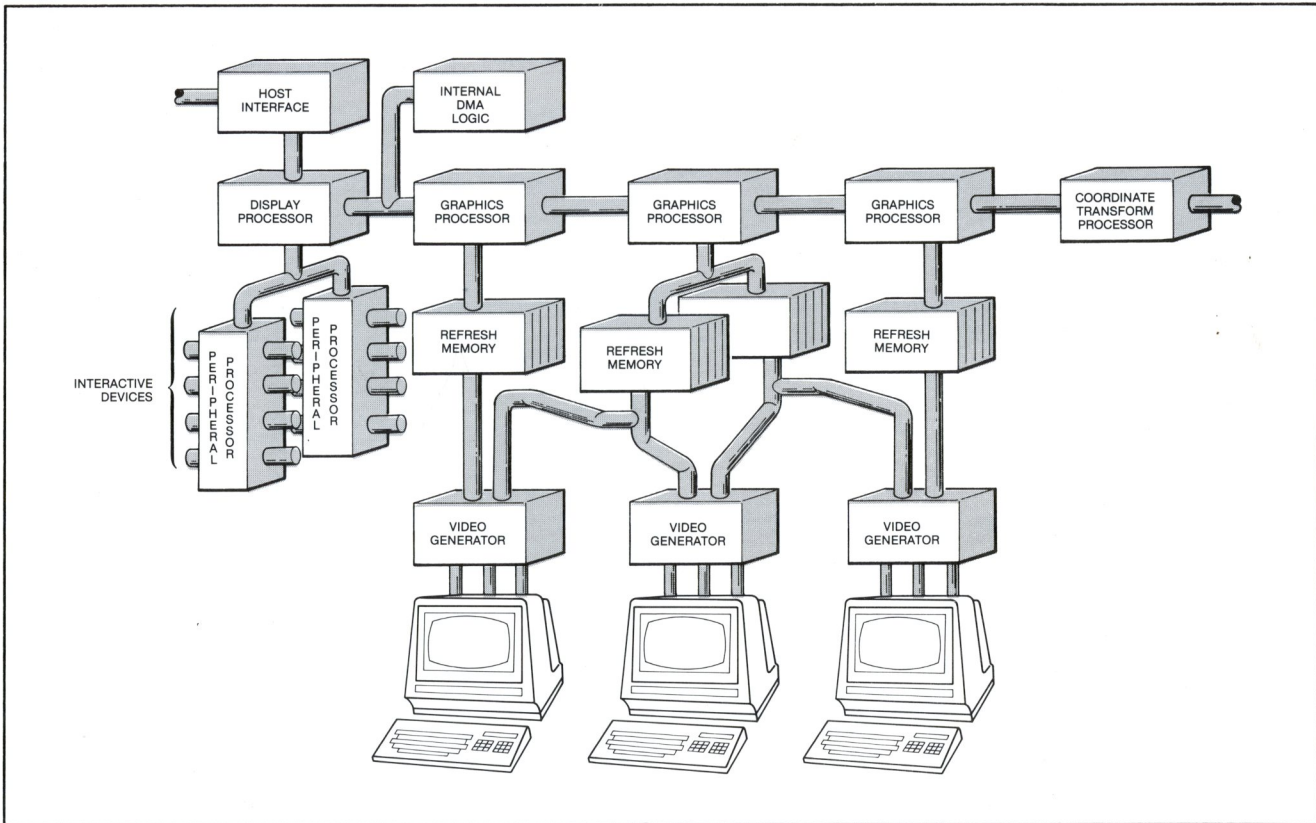 HOST
INTERFACE
INTERNAL
DMA
LOGIC
DISPLAY
PROCESSOR
GRAPHICS
PROCESSOR
GRAPHICS
PROCESSOR
GRAPHICS
PROCESSOR
COORDINATE
TRANSFORM
PROCESSOR
INTERACTIVE
DEVICES
PERIPHERAL
PROCESSOR
PERIPHERAL
PROCESSOR
REFRESH
MEMORY
REFRESH
MEMORY
REFRESH
MEMORY
VIDEO
GENERATOR
VIDEO
GENERATOR
VIDEO
GENERATOR